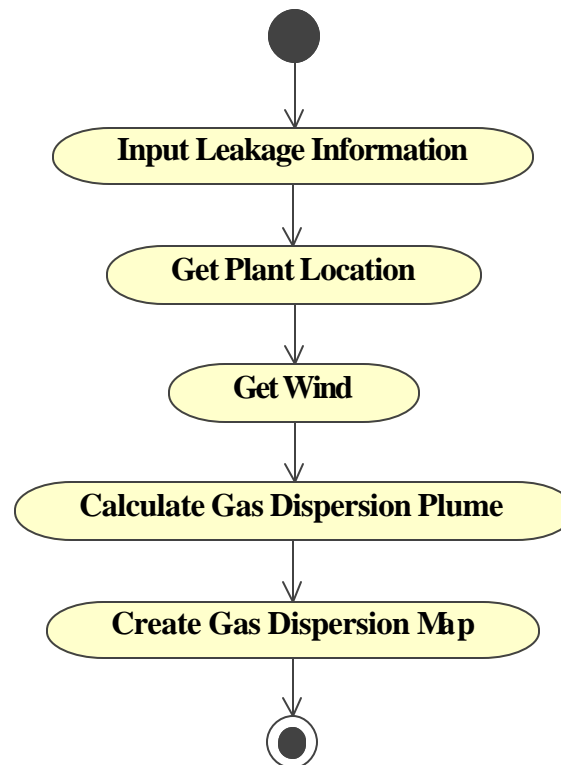 Input Leakage Information
Get Plant Location
Get Wind
Calculate Gas Dispersion Plume
Create Gas Dispersion Map